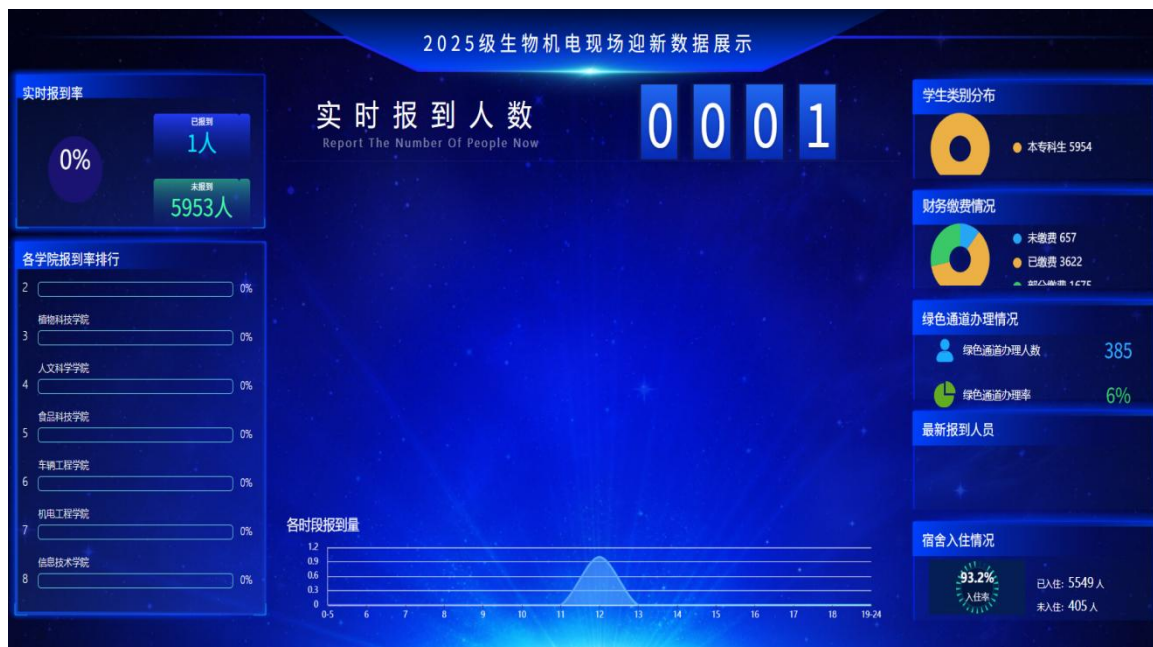 2025级生物机电现场迎新数据展示
实时报到率
0%
已报到
1人
未报到
5953人
各学院报到率排行
2 0%
植物科技学院
3 0%
人文科学学院
4 0%
食品科技学院
5 0%
车辆工程学院
6 0%
机电工程学院
7 0%
信息技术学院
8 0%
实时报到人数
Report The Number Of People Now
0001
各时段报到量
1.2
0.9
0.6
0.3
0
0-5 6 7 8 9 10 11 12 13 14 15 16 17 18 19-24
学生类别分布
本专科生 5954
财务缴费情况
未缴费 657
已缴费 3622
部分缴费 1675
绿色通道办理情况
绿色通道办理人数 385
绿色通道办理率 6%
最新报到人员
宿舍入住情况
93.2%
入住率
已入住: 5549 人
未入住: 405 人